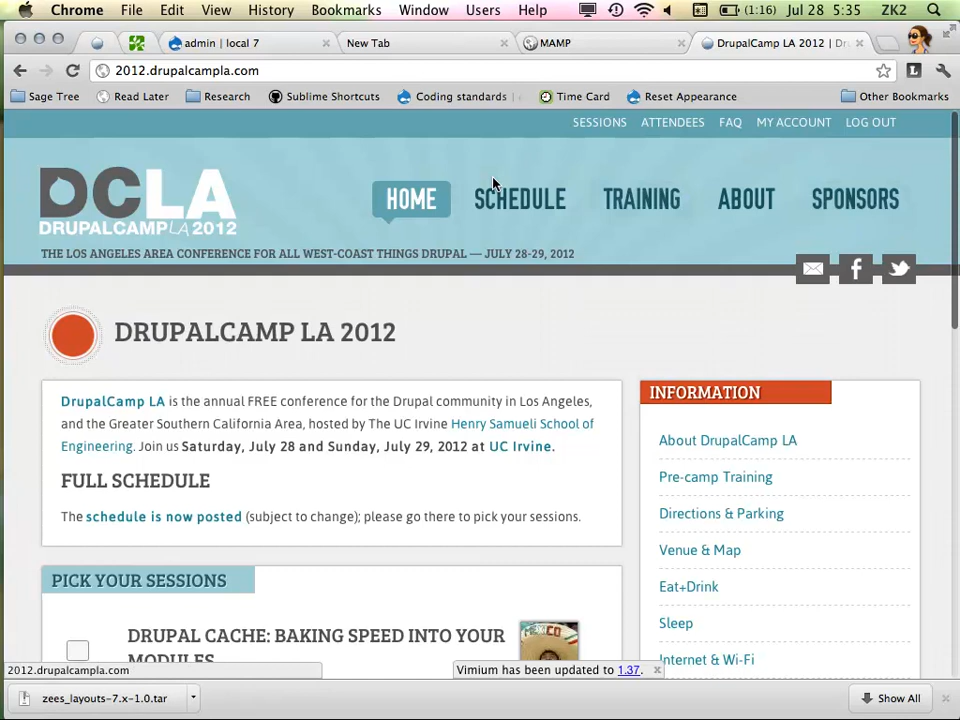 Chrome File Edit View History Bookmarks Window Users Help (1:16) Jul 28 5:35 ZK2
admin | local 7 New Tab MAMP DrupalCamp LA 2012 | Dr
2012.drupalcampla.com
Sage Tree Read Later Research Sublime Shortcuts Coding standards | Time Card Reset Appearance Other Bookmarks
SESSIONS ATTENDEES FAQ MY ACCOUNT LOG OUT
DCLA
DRUPALCAMPLA2012
HOME SCHEDULE TRAINING ABOUT SPONSORS
THE LOS ANGELES AREA CONFERENCE FOR ALL WEST-COAST THINGS DRUPAL — JULY 28-29, 2012
DRUPALCAMP LA 2012
DrupalCamp LA is the annual FREE conference for the Drupal community in Los Angeles,
and the Greater Southern California Area, hosted by The UC Irvine Henry Samueli School of
Engineering. Join us Saturday, July 28 and Sunday, July 29, 2012 at UC Irvine.
FULL SCHEDULE
The schedule is now posted (subject to change); please go there to pick your sessions.
PICK YOUR SESSIONS
DRUPAL CACHE: BAKING SPEED INTO YOUR
MODULES
MEXICO
INFORMATION
About DrupalCamp LA
Pre-camp Training
Directions & Parking
Venue & Map
Eat+Drink
Sleep
Internet & Wi-Fi
2012.drupalcampla.com
Vimium has been updated to 1.37.
zees_layouts-7.x-1.0.tar
Show All